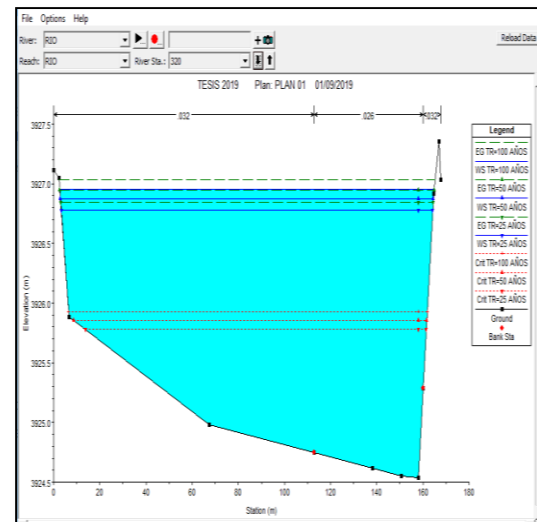 File Options Help
River: RIO
Reload Data
Reach: RIO River Sta.: 320
TESIS 2019 Plan: PLAN 01 01/09/2019
.032 .026 .032
3927.5
3927.0
3926.5
3926.0
3925.5
3925.0
3924.5
Elevation (m)
0 20 40 60 80 100 120 140 160 180
Station (m)
Legend
EG TR=100 AÑOS
WS TR=100 AÑOS
EG TR=50 AÑOS
WS TR=50 AÑOS
EG TR=25 AÑOS
WS TR=25 AÑOS
Crit TR=100 AÑOS
Crit TR=50 AÑOS
Crit TR=25 AÑOS
Ground
Bank Sta